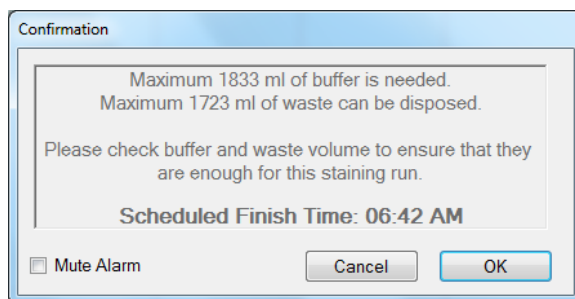 Confirmation
Maximum 1833 ml of buffer is needed.
Maximum 1723 ml of waste can be disposed.
Please check buffer and waste volume to ensure that they
are enough for this staining run.
Scheduled Finish Time: 06:42 AM
Mute Alarm
Cancel
OK